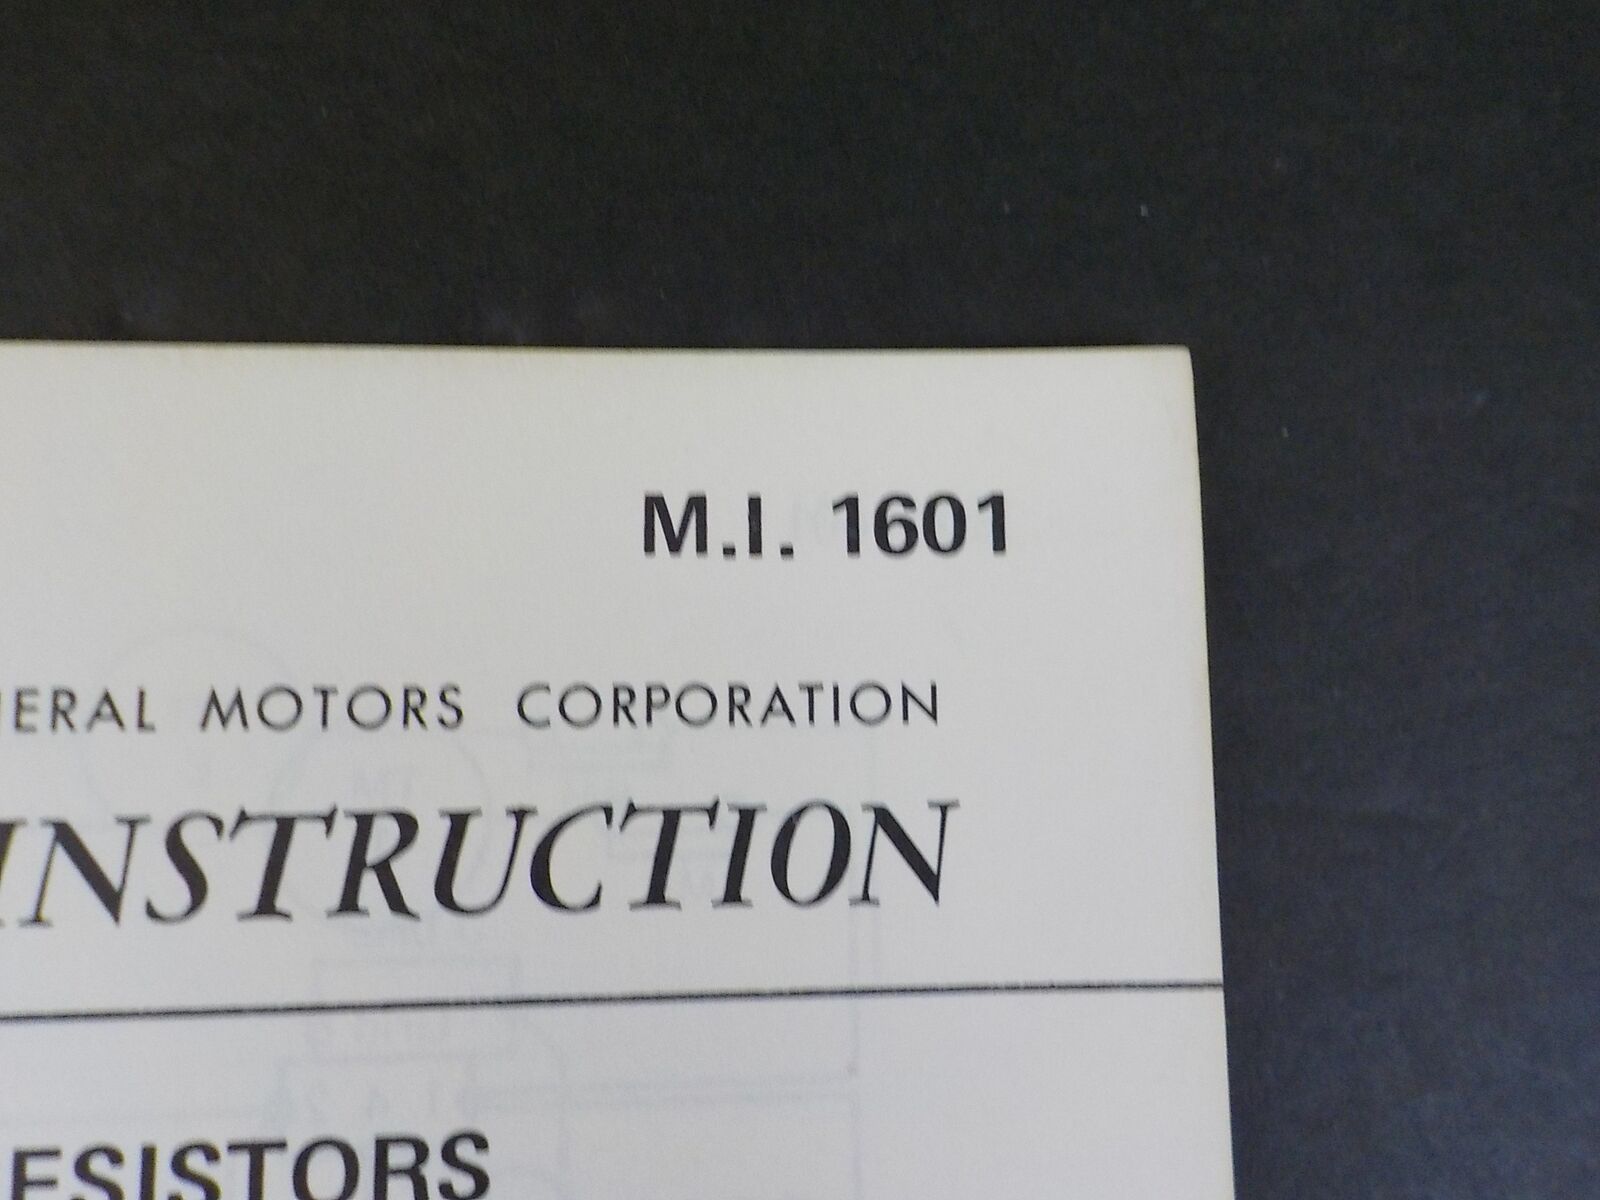 M.I. 1601
ERAL MOTORS CORPORATION
INSTRUCTION
ESISTORS